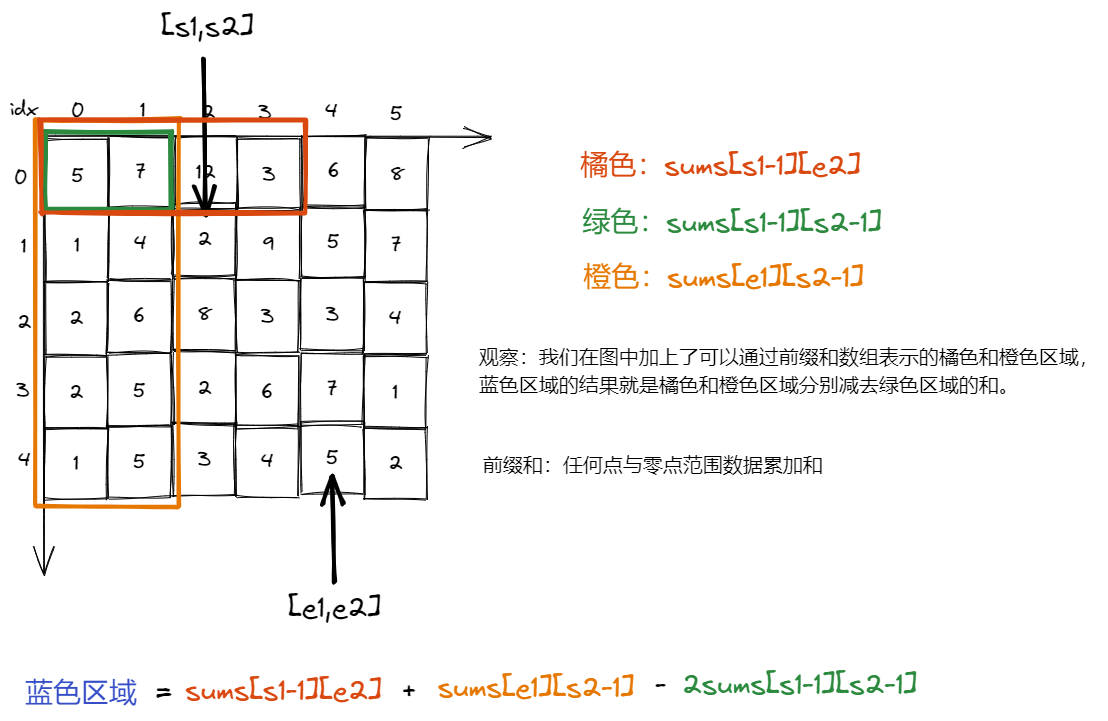 [s1,s2]
idx 0 1 2 3 4 5
0 5 7 12 3 6 8
1 1 4 2 9 5 7
2 2 6 8 3 3 4
3 2 5 2 6 7 1
4 1 5 3 4 5 2
[e1,e2]
橘色：sums[s1-1][e2]
绿色：sums[s1-1][s2-1]
橙色：sums[e1][s2-1]
观察：我们在图中加上了可以通过前缀和数组表示的橘色和橙色区域，
蓝色区域的结果就是橘色和橙色区域分别减去绿色区域的和。
前缀和：任何点与零点范围数据累加和
蓝色区域 = sums[s1-1][e2] + sums[e1][s2-1] - 2sums[s1-1][s2-1]